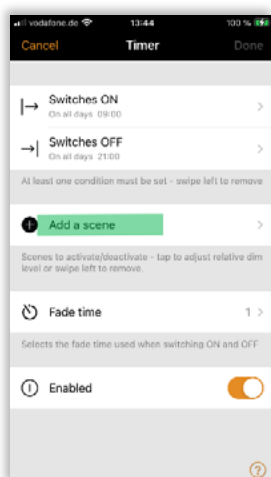 vodafone.de 13:44 100 %
Cancel Timer Done
Switches ON
On all days 09:00
Switches OFF
On all days 21:00
At least one condition must be set - swipe left to remove
Add a scene
Scenes to activate/deactivate - tap to adjust relative dim
level or swipe left to remove.
Fade time 1
Selects the fade time used when switching ON and OFF
Enabled
?